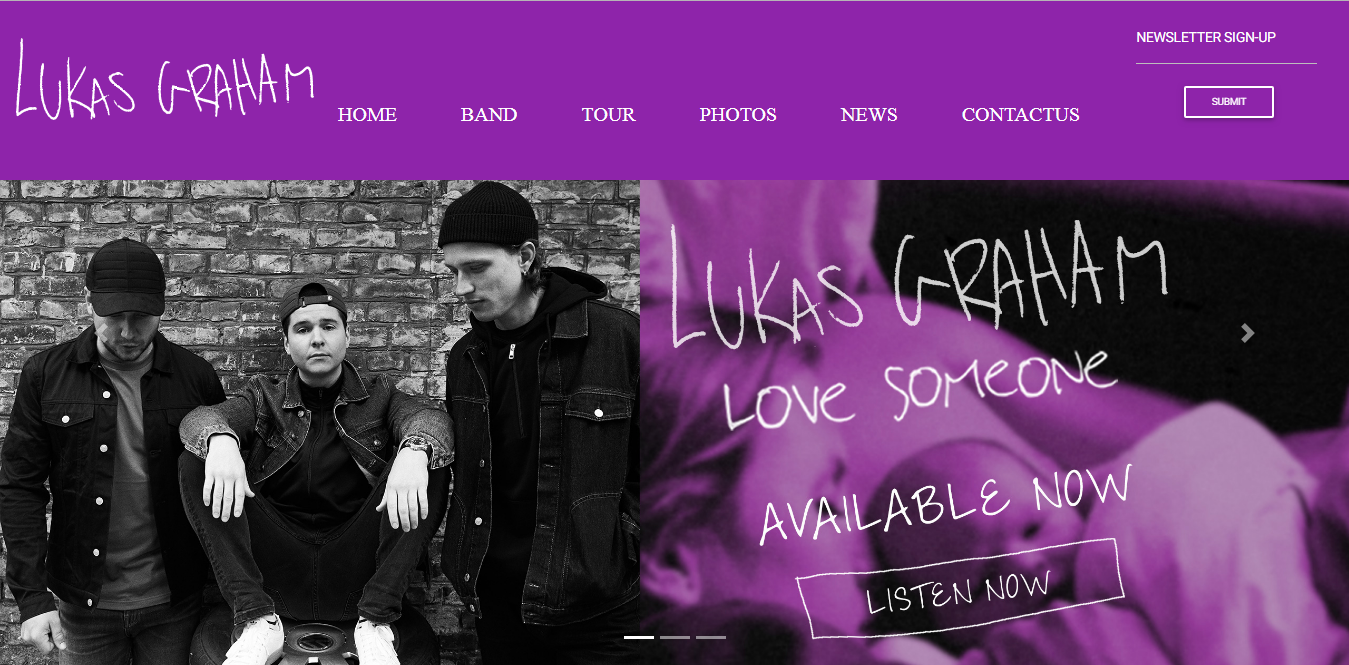 LUKAS GRAHAM
HOME BAND TOUR PHOTOS NEWS CONTACTUS
NEWSLETTER SIGN-UP
SUBMIT
LUKAS GRAHAM
LOVE SOMEONE
AVAILABLE NOW
LISTEN NOW